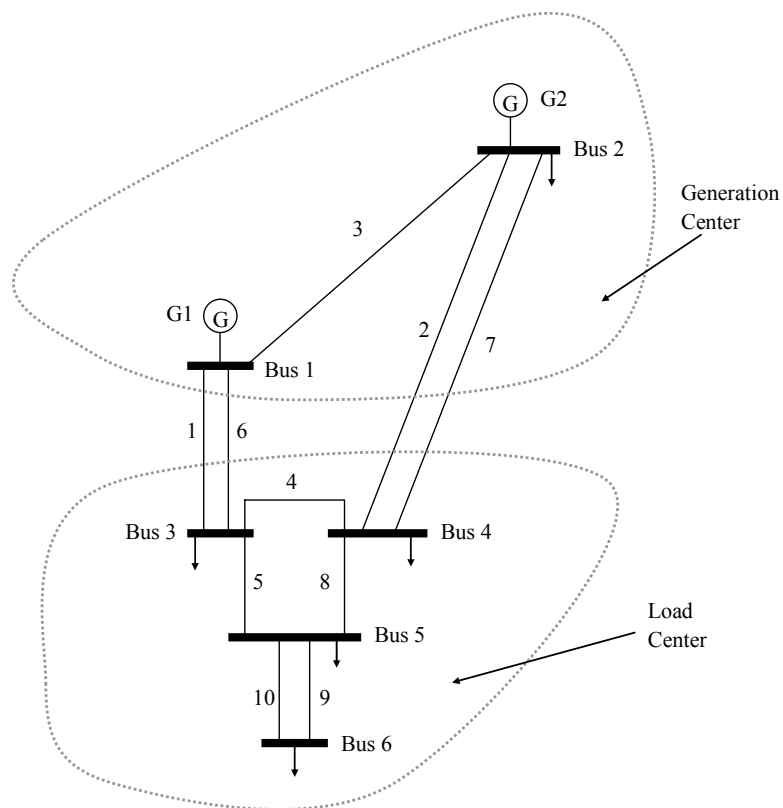 G G2
Bus 2
Generation
Center
3
G1 G
2
7
Bus 1
1 6
4
Bus 3
Bus 4
5 8
Load
Center
Bus 5
10 9
Bus 6